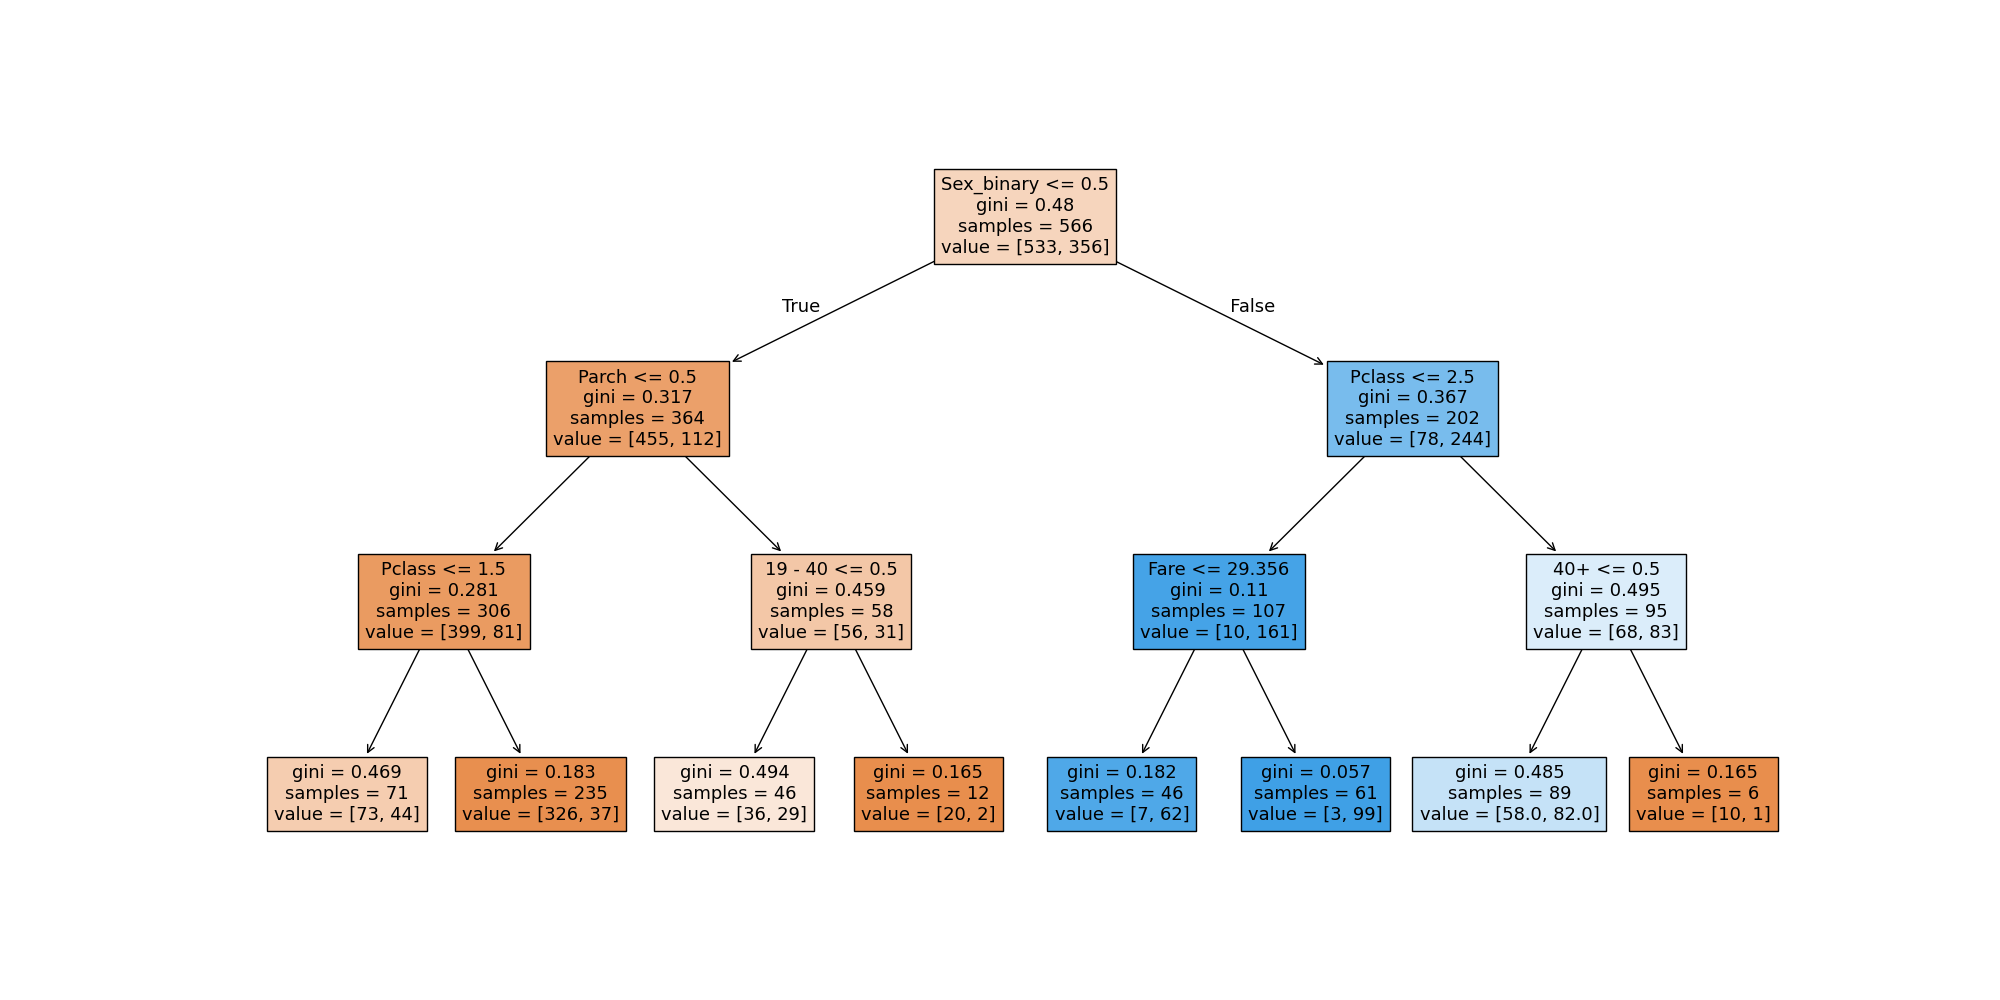 Sex_binary <= 0.5
gini = 0.48
samples = 566
value = [533, 356]
True
False
Parch <= 0.5
gini = 0.317
samples = 364
value = [455, 112]
Pclass <= 2.5
gini = 0.367
samples = 202
value = [78, 244]
Pclass <= 1.5
gini = 0.281
samples = 306
value = [399, 81]
19 - 40 <= 0.5
gini = 0.459
samples = 58
value = [56, 31]
Fare <= 29.356
gini = 0.11
samples = 107
value = [10, 161]
40+ <= 0.5
gini = 0.495
samples = 95
value = [68, 83]
gini = 0.469
samples = 71
value = [73, 44]
gini = 0.183
samples = 235
value = [326, 37]
gini = 0.494
samples = 46
value = [36, 29]
gini = 0.165
samples = 12
value = [20, 2]
gini = 0.182
samples = 46
value = [7, 62]
gini = 0.057
samples = 61
value = [3, 99]
gini = 0.485
samples = 89
value = [58.0, 82.0]
gini = 0.165
samples = 6
value = [10, 1]